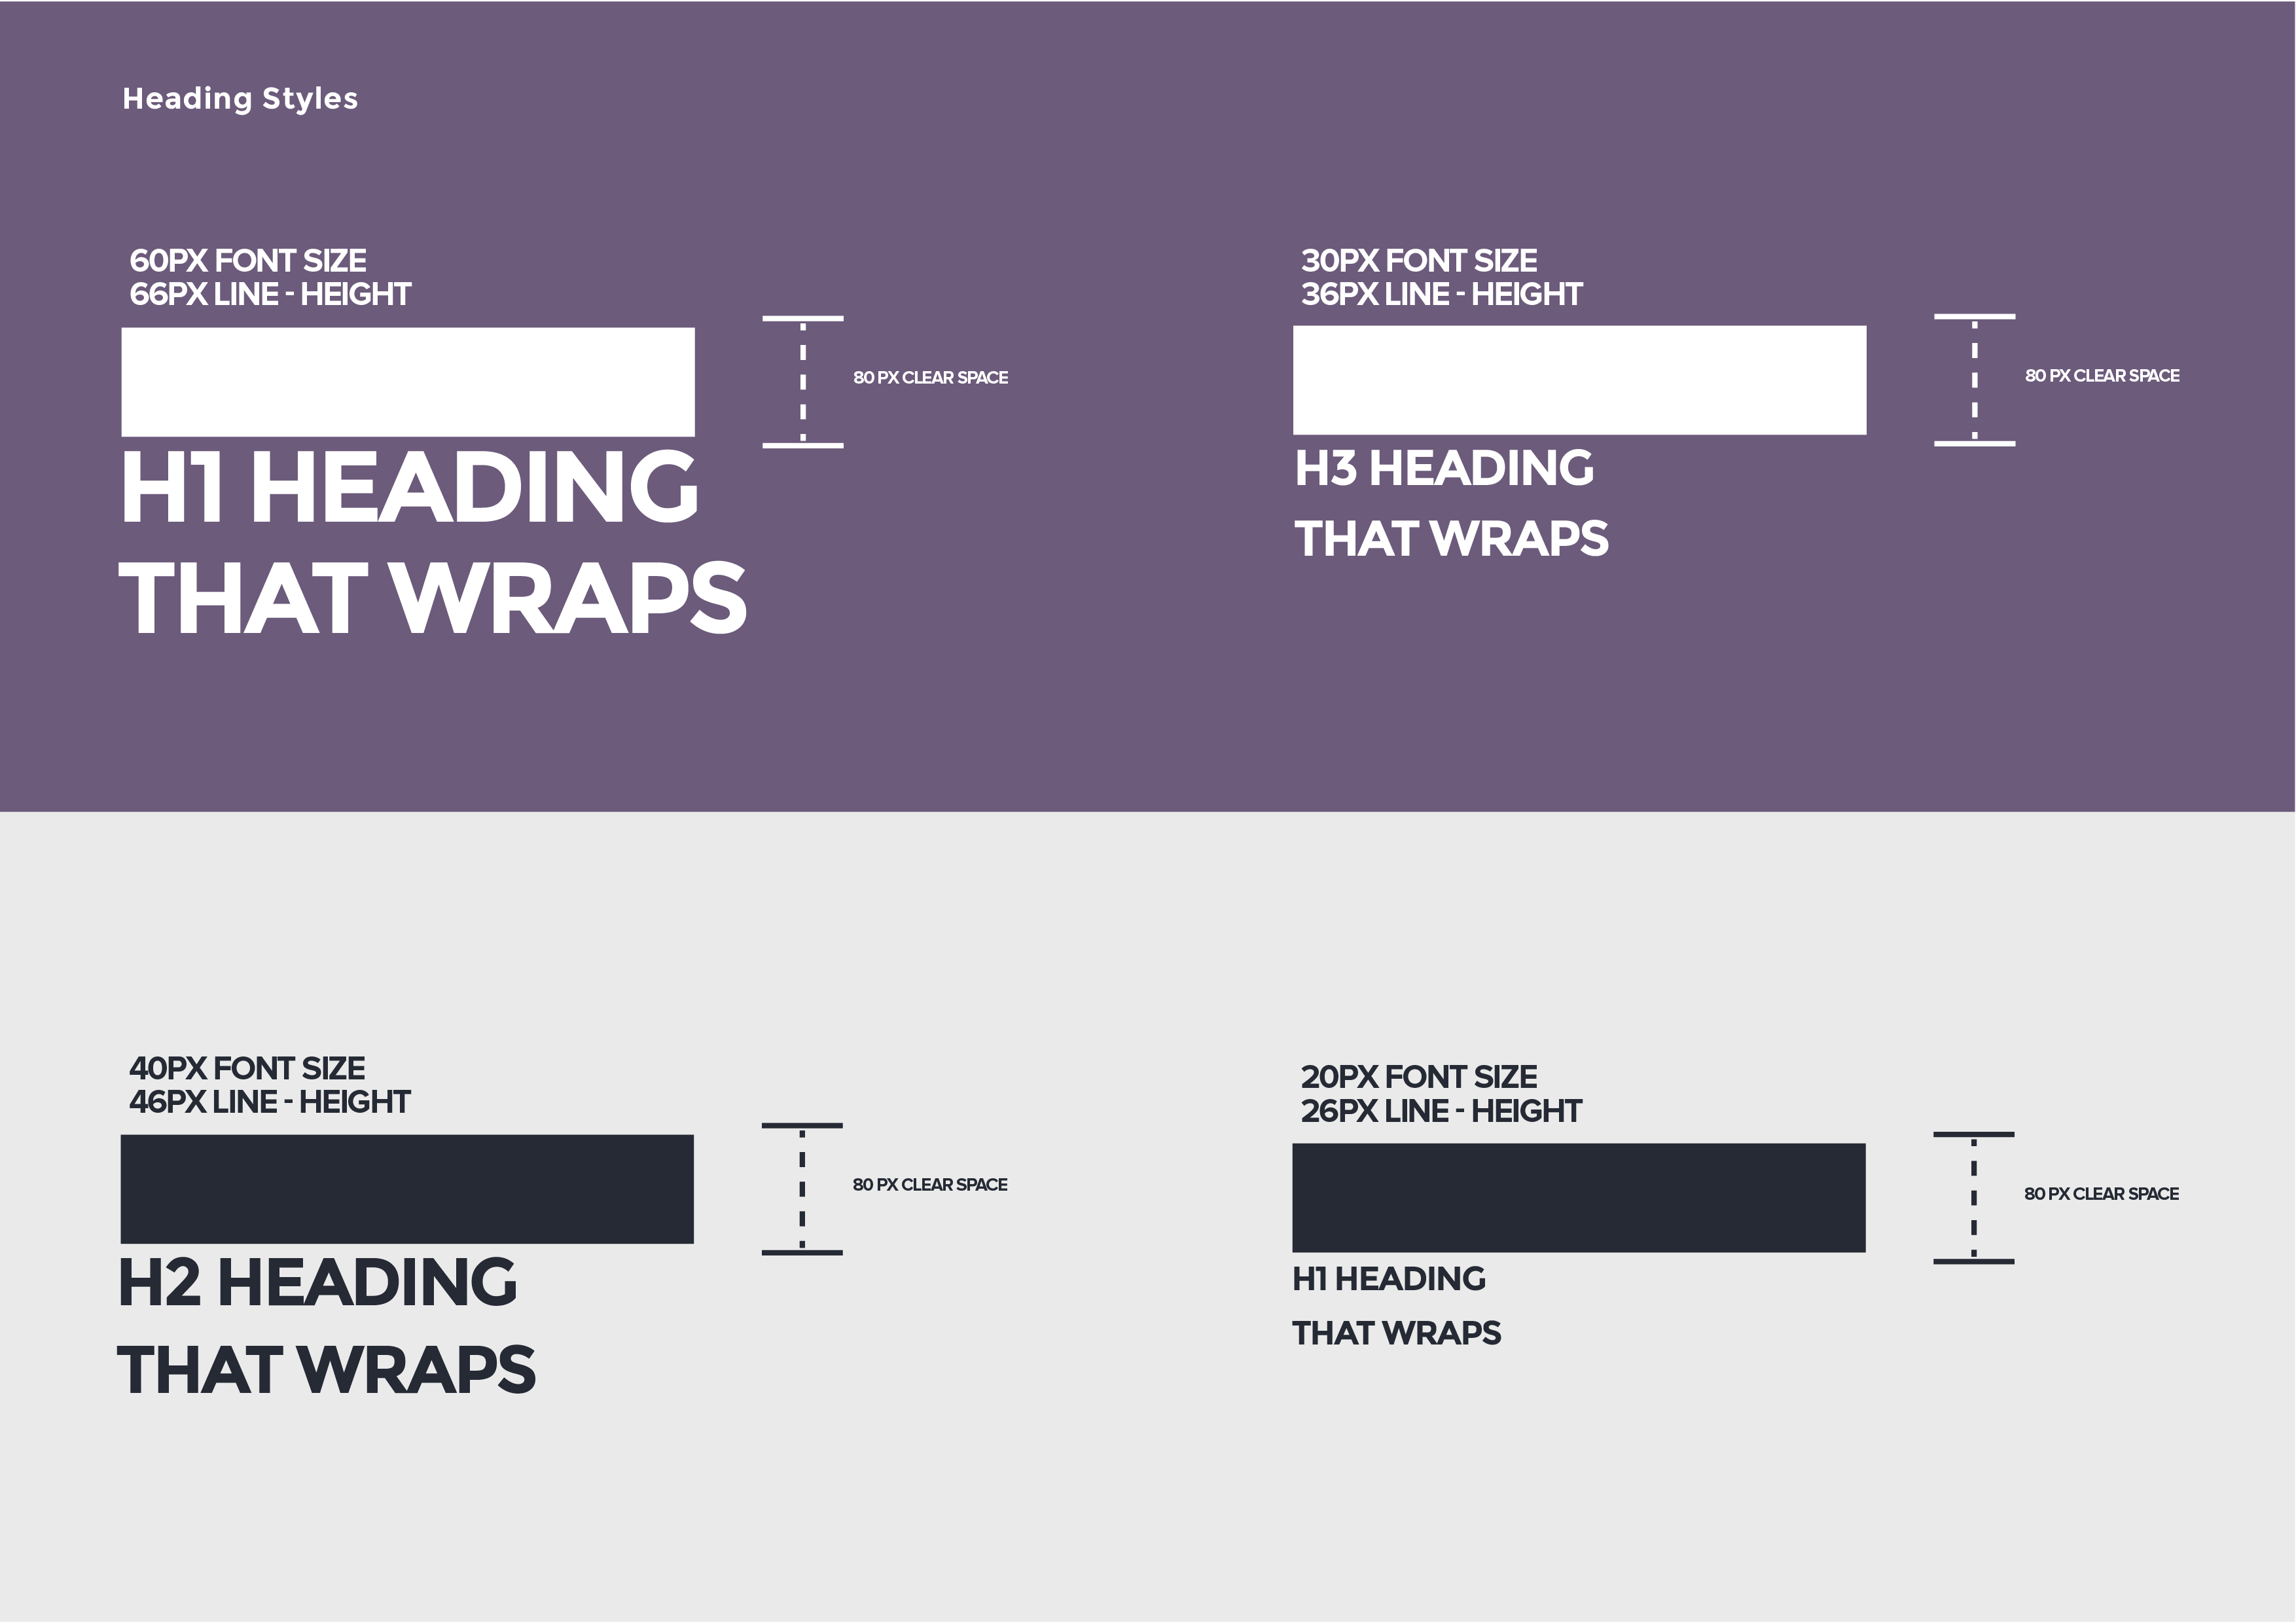 Heading Styles
60PX FONT SIZE
66PX LINE - HEIGHT
80 PX CLEAR SPACE
H1 HEADING
THAT WRAPS
30PX FONT SIZE
36PX LINE - HEIGHT
80 PX CLEAR SPACE
H3 HEADING
THAT WRAPS
40PX FONT SIZE
46PX LINE - HEIGHT
80 PX CLEAR SPACE
H2 HEADING
THAT WRAPS
20PX FONT SIZE
26PX LINE - HEIGHT
80 PX CLEAR SPACE
H1 HEADING
THAT WRAPS